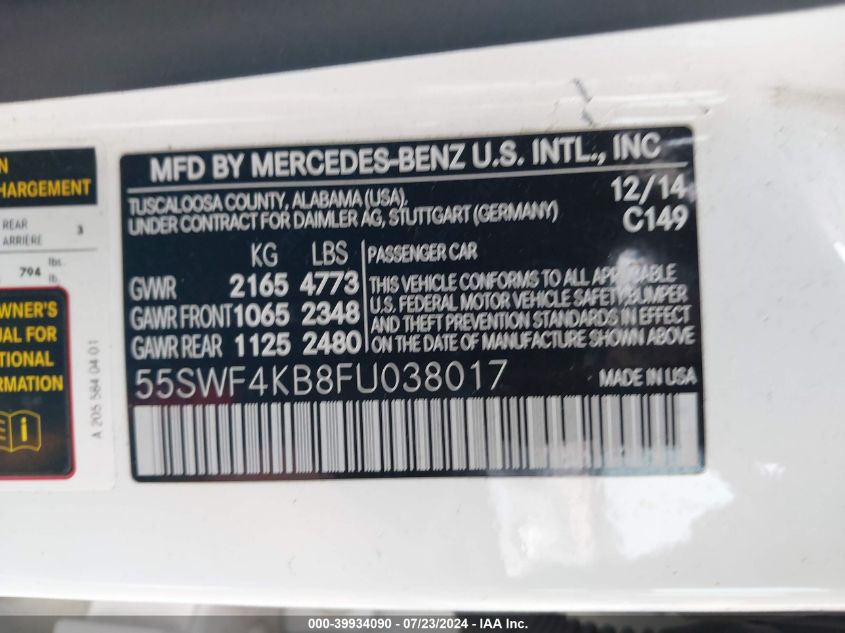 N
HARGEMENT
REAR
ARRIÈRE
3
794
lbs.
lb.
WNER'S
UAL FOR
TIONAL
RMATION
i
A 205 584 04 01
MFD BY MERCEDES-BENZ U.S. INTL., INC
TUSCALOOSA COUNTY, ALABAMA (USA),
12/14
UNDER CONTRACT FOR DAIMLER AG, STUTTGART (GERMANY)
C149
KG LBS
PASSENGER CAR
GVWR 2165 4773
THIS VEHICLE CONFORMS TO ALL APPLICABLE
GAWR FRONT 1065 2348
U.S. FEDERAL MOTOR VEHICLE SAFETY, BUMPER
AND THEFT PREVENTION STANDARDS IN EFFECT
GAWR REAR 1125 2480
ON THE DATE OF MANUFACTURE SHOWN ABOVE
55SWF4KB8FU038017
MADE IN USA
000-39934090 - 07/23/2024 - IAA Inc.